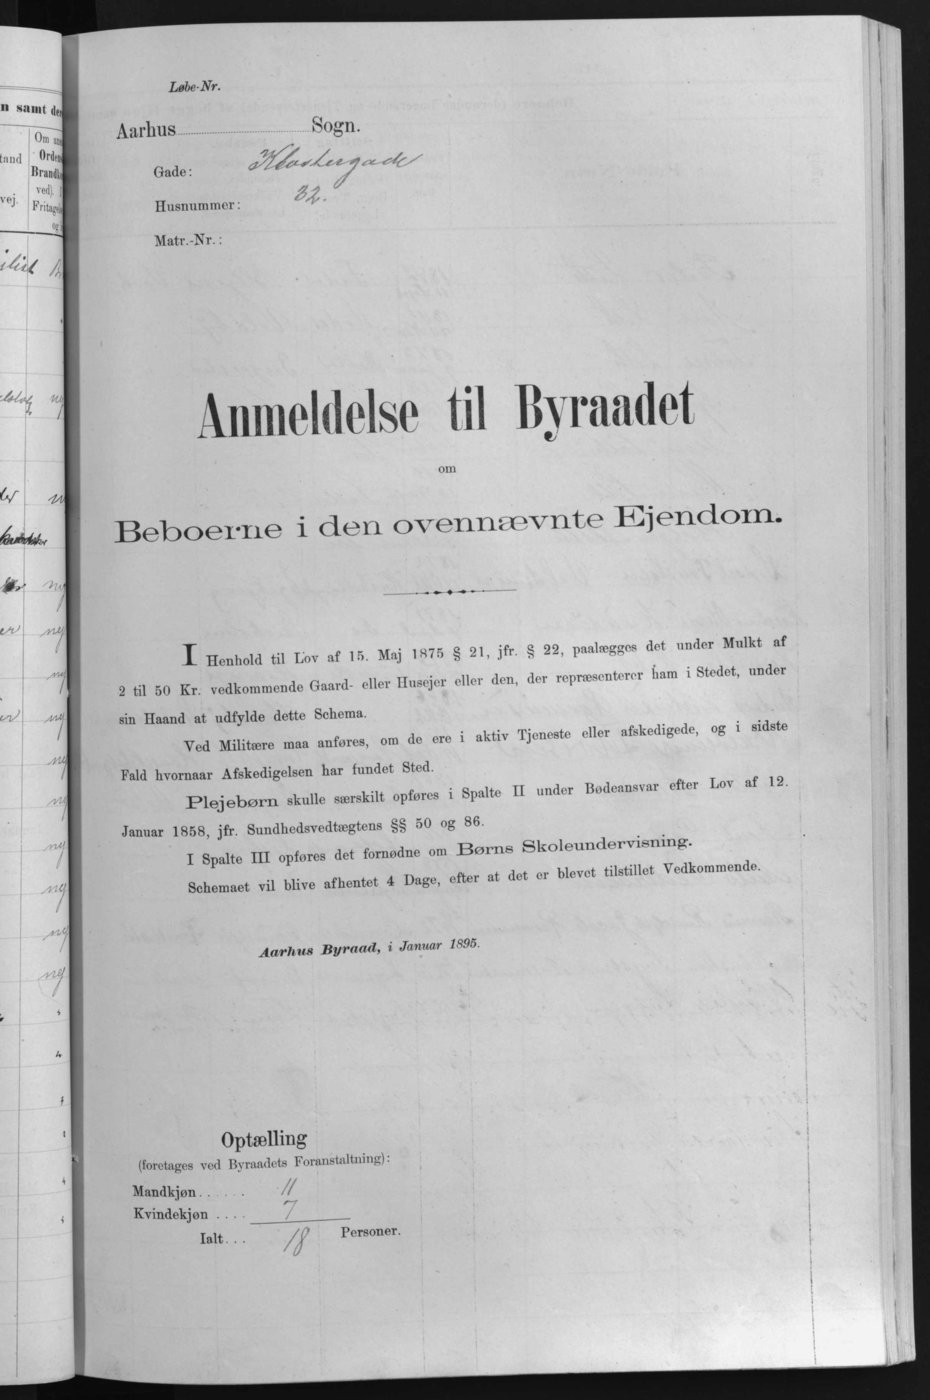 Løbe-Nr.
Aarhus Sogn.
Gade: Klostergade
Husnummer: 32.
Matr.-Nr.:
Anmeldelse til Byraadet
om
Beboerne i den ovennævnte Ejendom.
I Henhold til Lov af 15. Maj 1875 § 21, jfr. § 22, paalægges det under Mulkt af
2 til 50 Kr. vedkommende Gaard- eller Husejer eller den, der repræsenterer ham i Stedet, under
sin Haand at udfylde dette Schema.
Ved Militære maa anføres, om de ere i aktiv Tjeneste eller afskedigede, og i sidste
Fald hvornaar Afskedigelsen har fundet Sted.
Plejebørn skulle særskilt opføres i Spalte II under Bødeansvar efter Lov af 12.
Januar 1858, jfr. Sundhedsvedtægtens §§ 50 og 86.
I Spalte III opføres det fornødne om Børns Skoleundervisning.
Schemaet vil blive afhentet 4 Dage, efter at det er blevet tilstillet Vedkommende.
Aarhus Byraad, i Januar 1895.
Optælling
(foretages ved Byraadets Foranstaltning):
Mandkjøn...... 11
Kvindekjøn .... 7
Ialt... 18 Personer.